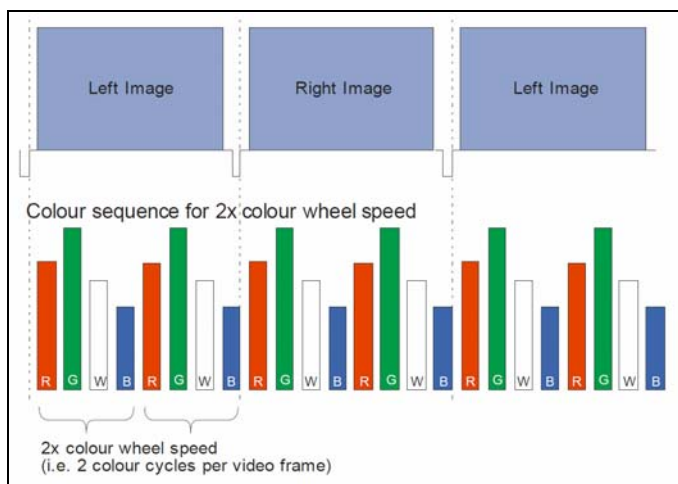 Left Image Right Image Left Image
Colour sequence for 2x colour wheel speed
R G W B R G W B R G W B R G W B R G W B R G W B
2x colour wheel speed
(i.e. 2 colour cycles per video frame)